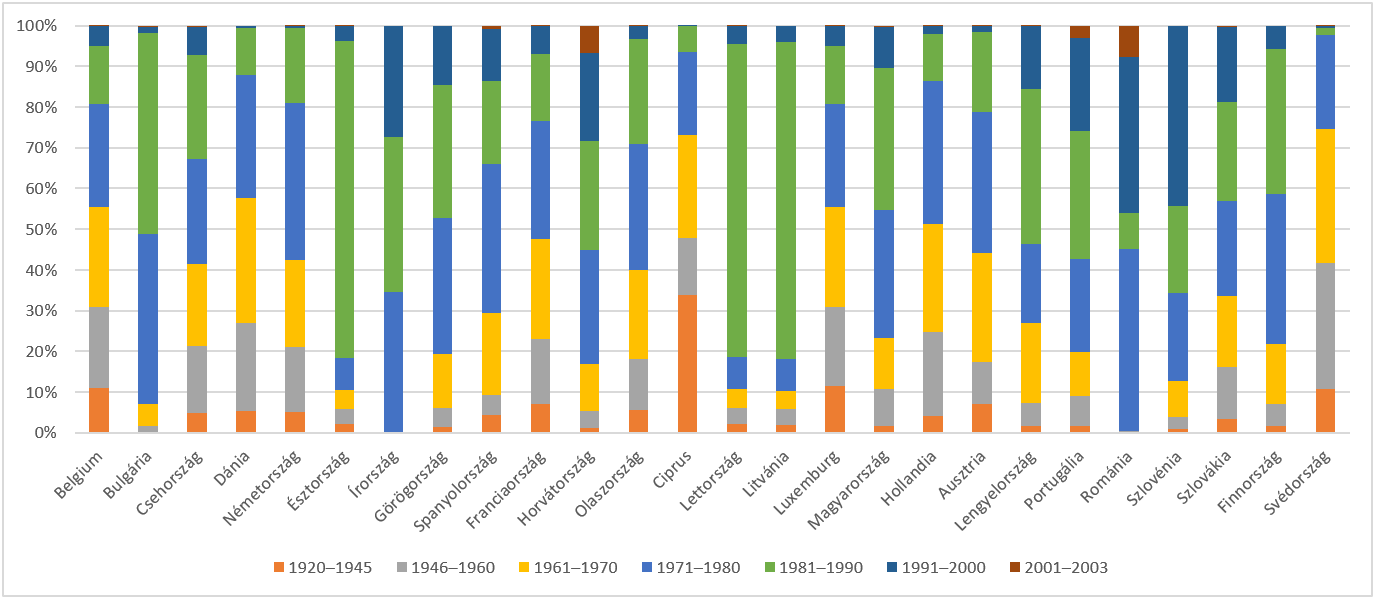 100%
90%
80%
70%
60%
50%
40%
30%
20%
10%
0%
Belgium
Bulgária
Csehország
Dánia
Németország
Észtország
Írország
Görögország
Spanyolország
Franciaország
Horvátország
Olaszország
Ciprus
Lettország
Litvánia
Luxemburg
Magyarország
Hollandia
Ausztria
Lengyelország
Portugália
Románia
Szlovénia
Szlovákia
Finnország
Svédország
1920–1945 1946–1960 1961–1970 1971–1980 1981–1990 1991–2000 2001–2003